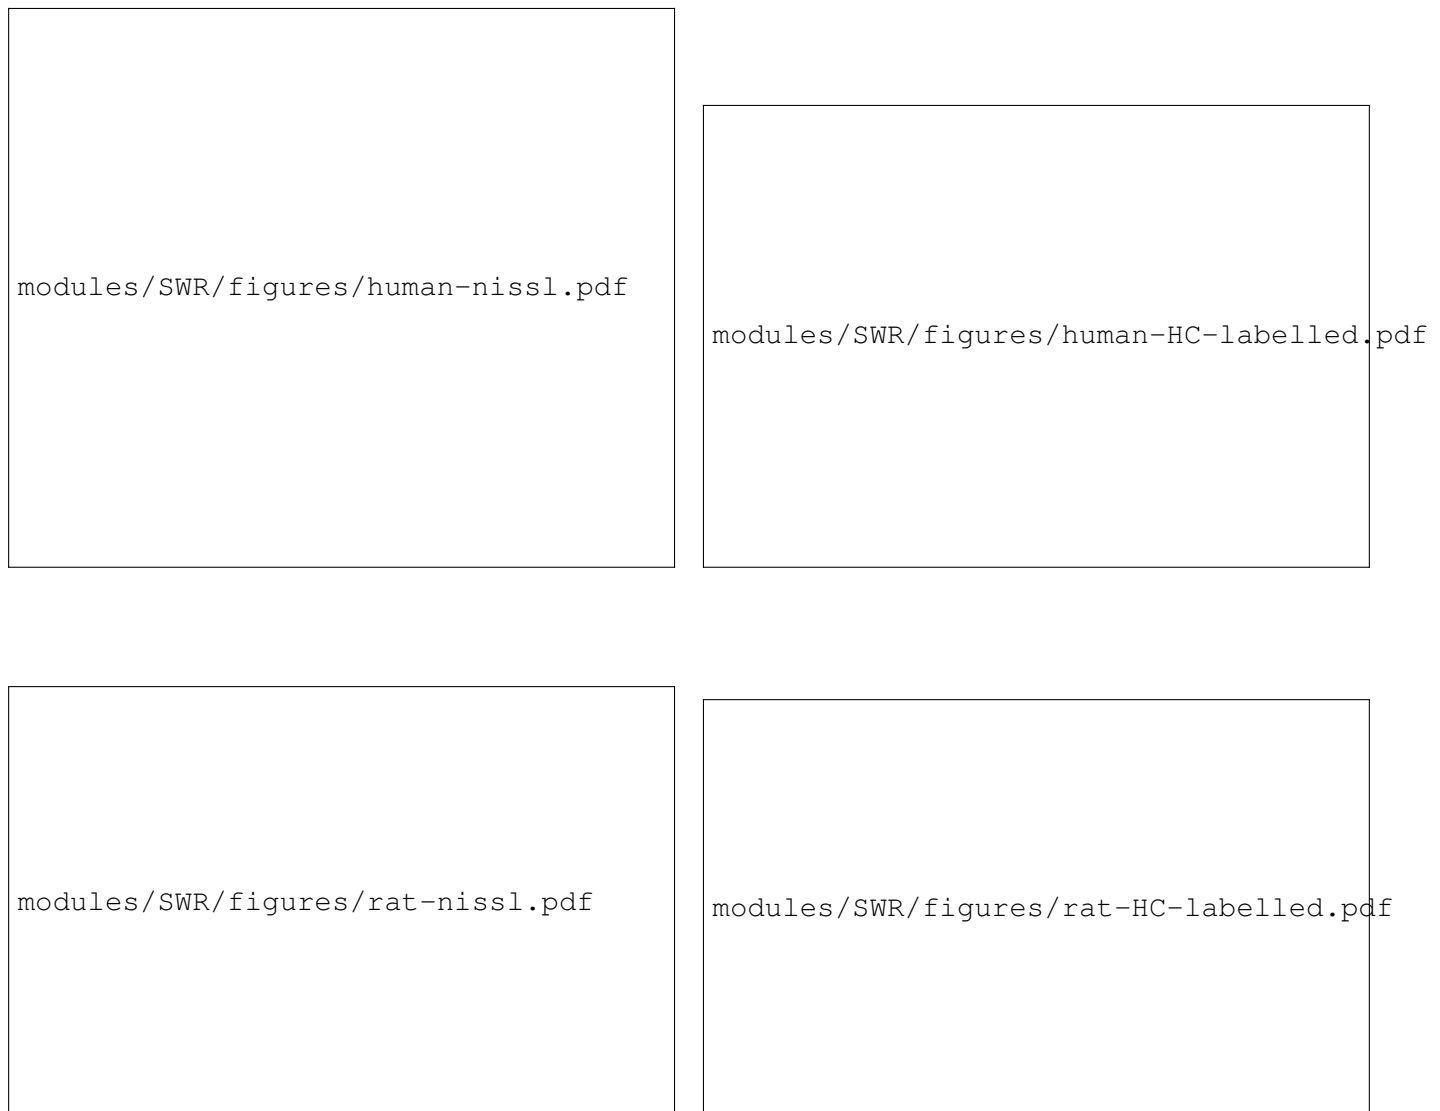 modules/SWR/figures/human-nissl.pdf
modules/SWR/figures/human-HC-labelled.pdf
modules/SWR/figures/rat-nissl.pdf
modules/SWR/figures/rat-HC-labelled.pdf